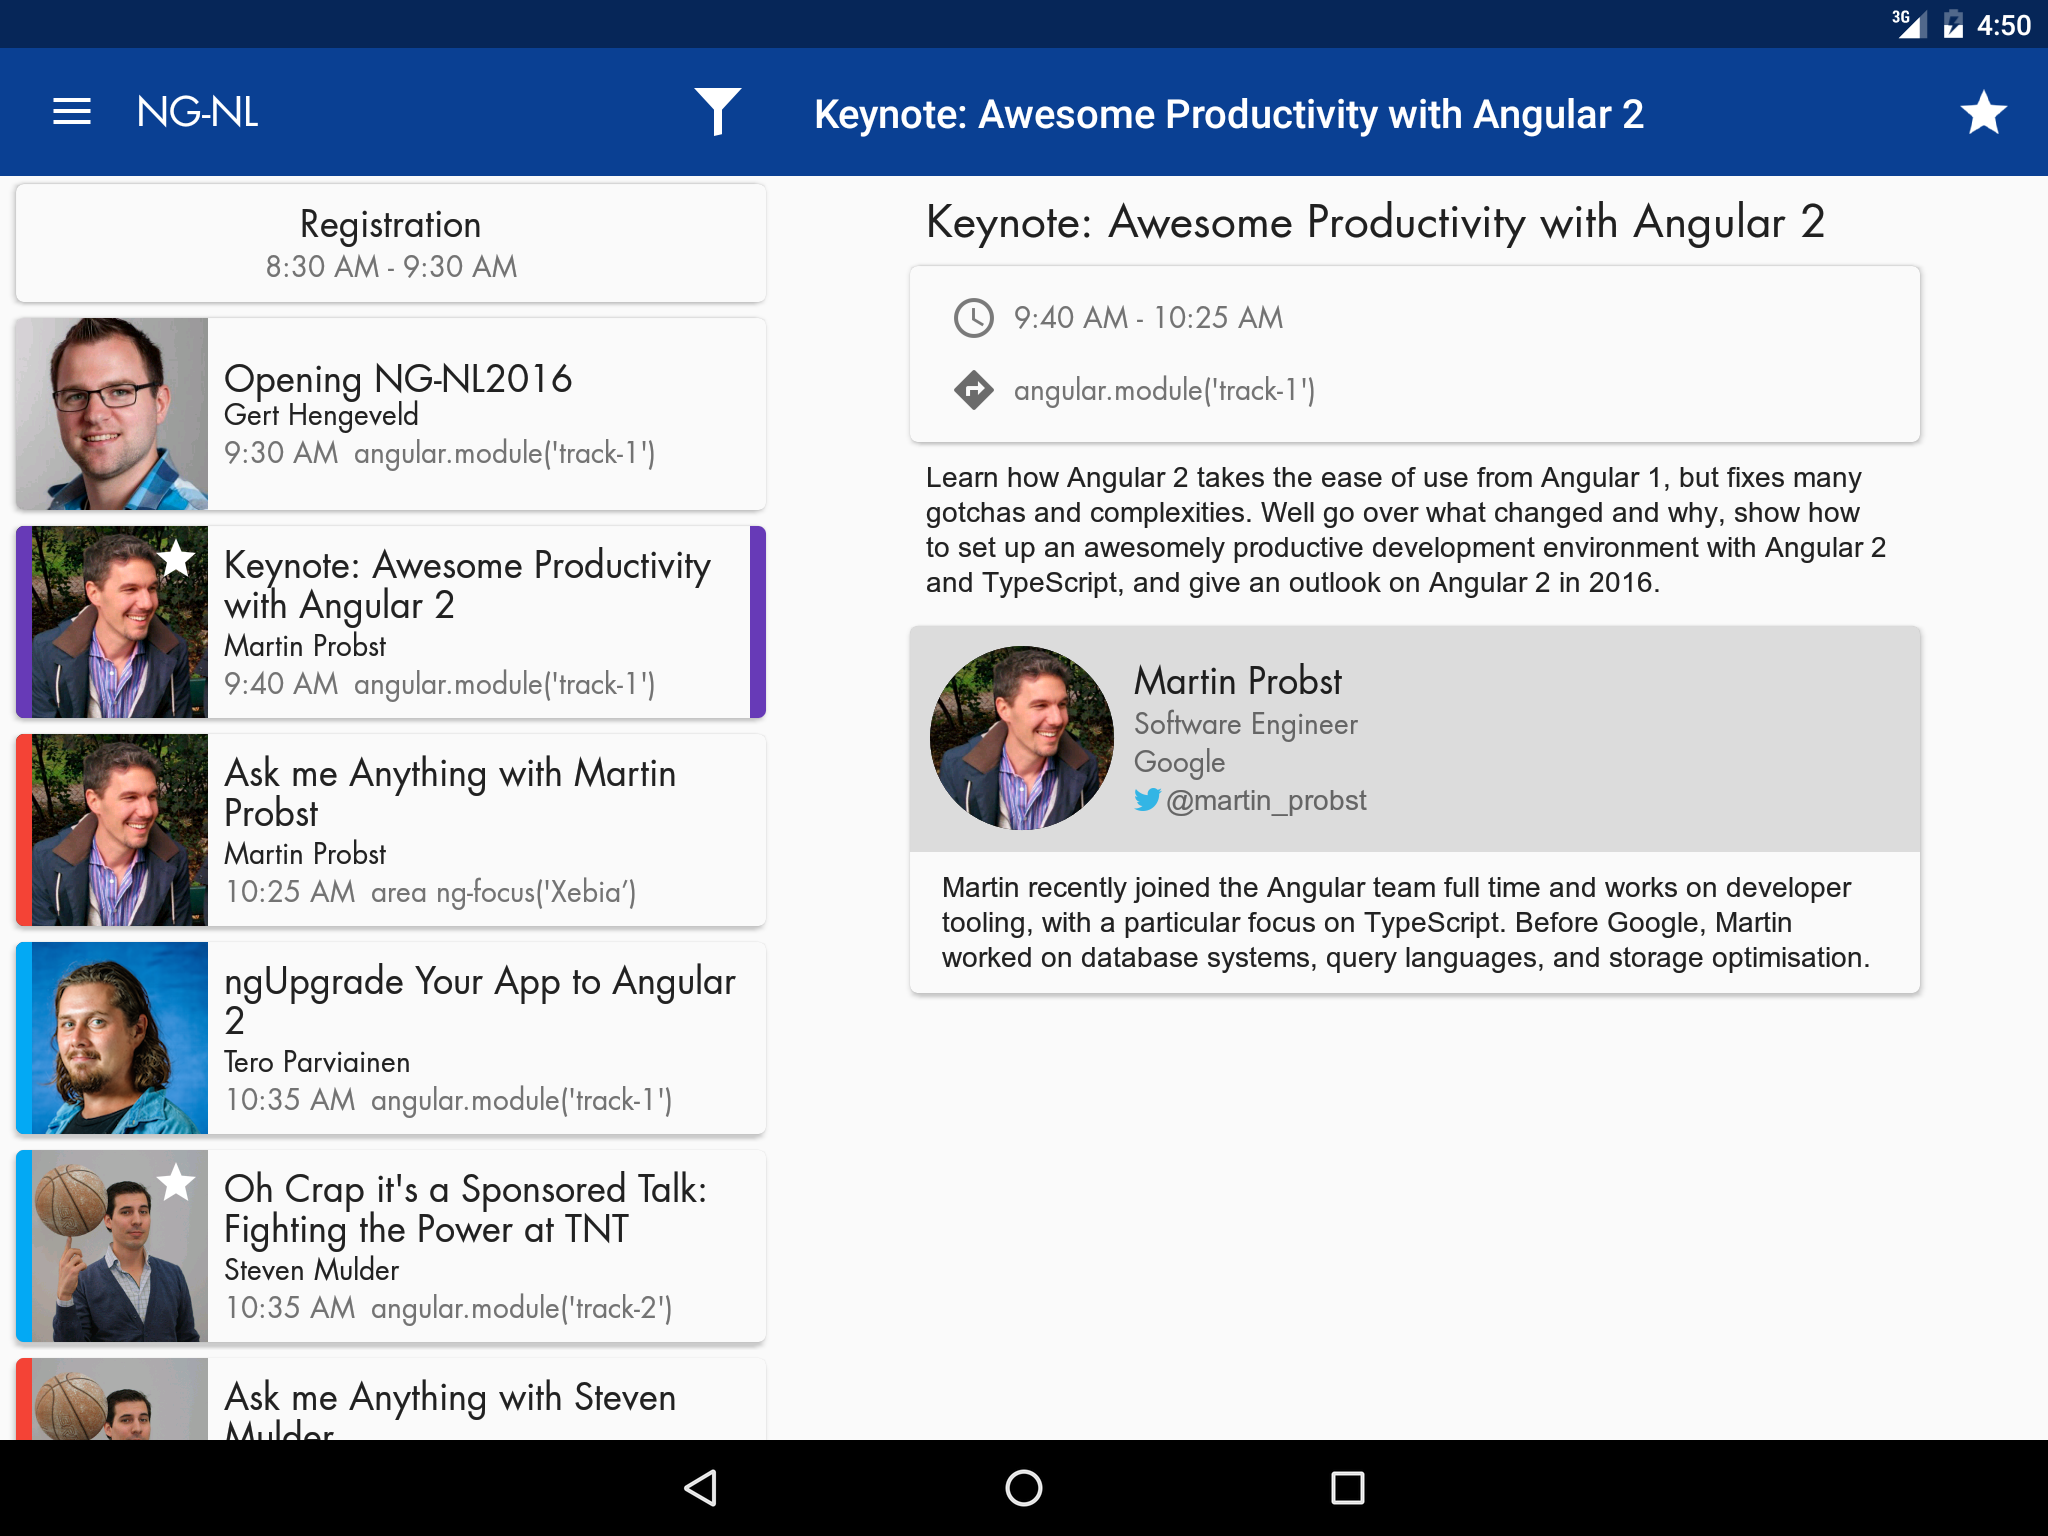 3G 4:50
NG-NL
Keynote: Awesome Productivity with Angular 2
Registration
8:30 AM - 9:30 AM
Opening NG-NL2016
Gert Hengeveld
9:30 AM angular.module('track-1')
Keynote: Awesome Productivity
with Angular 2
Martin Probst
9:40 AM angular.module('track-1')
Ask me Anything with Martin
Probst
Martin Probst
10:25 AM area ng-focus('Xebia’)
ngUpgrade Your App to Angular
2
Tero Parviainen
10:35 AM angular.module('track-1')
Oh Crap it's a Sponsored Talk:
Fighting the Power at TNT
Steven Mulder
10:35 AM angular.module('track-2')
Ask me Anything with Steven
Mulder
Keynote: Awesome Productivity with Angular 2
9:40 AM - 10:25 AM
angular.module('track-1')
Learn how Angular 2 takes the ease of use from Angular 1, but fixes many
gotchas and complexities. Well go over what changed and why, show how
to set up an awesomely productive development environment with Angular 2
and TypeScript, and give an outlook on Angular 2 in 2016.
Martin Probst
Software Engineer
Google
@martin_probst
Martin recently joined the Angular team full time and works on developer
tooling, with a particular focus on TypeScript. Before Google, Martin
worked on database systems, query languages, and storage optimisation.